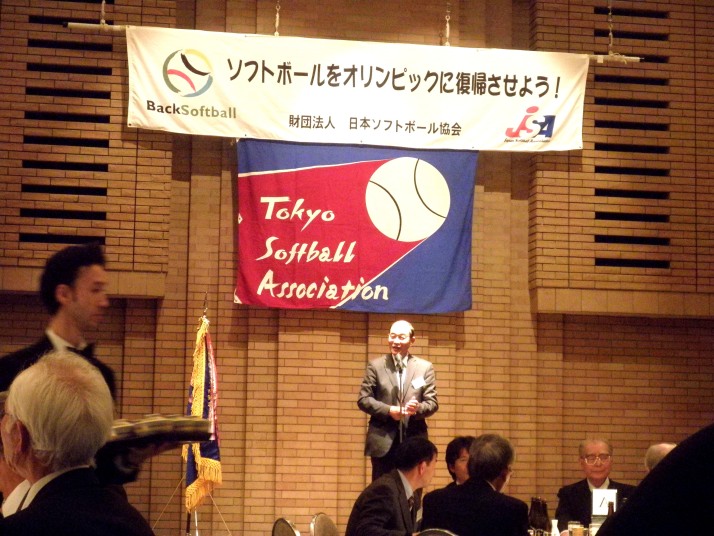 ソフトボールをオリンピックに復帰させよう!
BackSoftball
財団法人 日本ソフトボール協会
JSA
Tokyo
Softball
Association
1